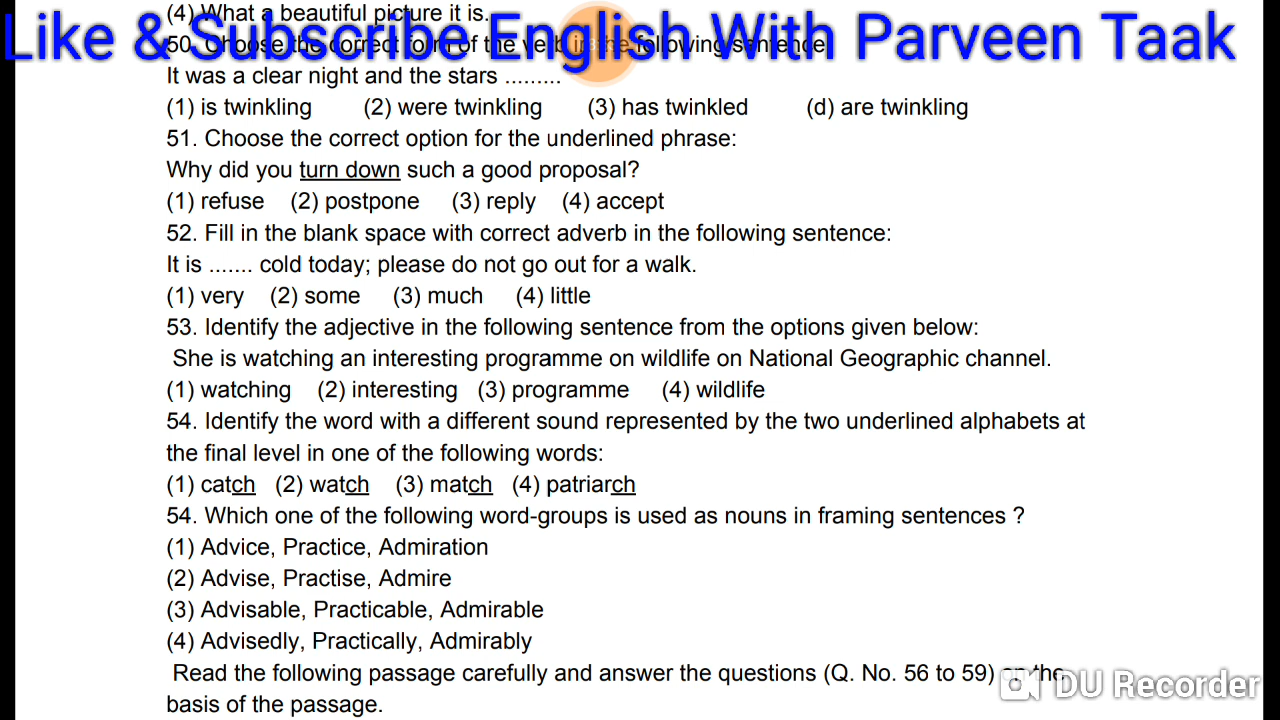 (4) What a beautiful picture it is.
Like & Subscribe English With Parveen Taak
50. Choose the correct form of the verb in the following sentence
It was a clear night and the stars .........
(1) is twinkling (2) were twinkling (3) has twinkled (d) are twinkling
51. Choose the correct option for the underlined phrase:
Why did you turn down such a good proposal?
(1) refuse (2) postpone (3) reply (4) accept
52. Fill in the blank space with correct adverb in the following sentence:
It is ....... cold today; please do not go out for a walk.
(1) very (2) some (3) much (4) little
53. Identify the adjective in the following sentence from the options given below:
She is watching an interesting programme on wildlife on National Geographic channel.
(1) watching (2) interesting (3) programme (4) wildlife
54. Identify the word with a different sound represented by the two underlined alphabets at
the final level in one of the following words:
(1) catch (2) watch (3) match (4) patriarch
54. Which one of the following word-groups is used as nouns in framing sentences ?
(1) Advice, Practice, Admiration
(2) Advise, Practise, Admire
(3) Advisable, Practicable, Admirable
(4) Advisedly, Practically, Admirably
Read the following passage carefully and answer the questions (Q. No. 56 to 59) on the
basis of the passage.
DU Recorder